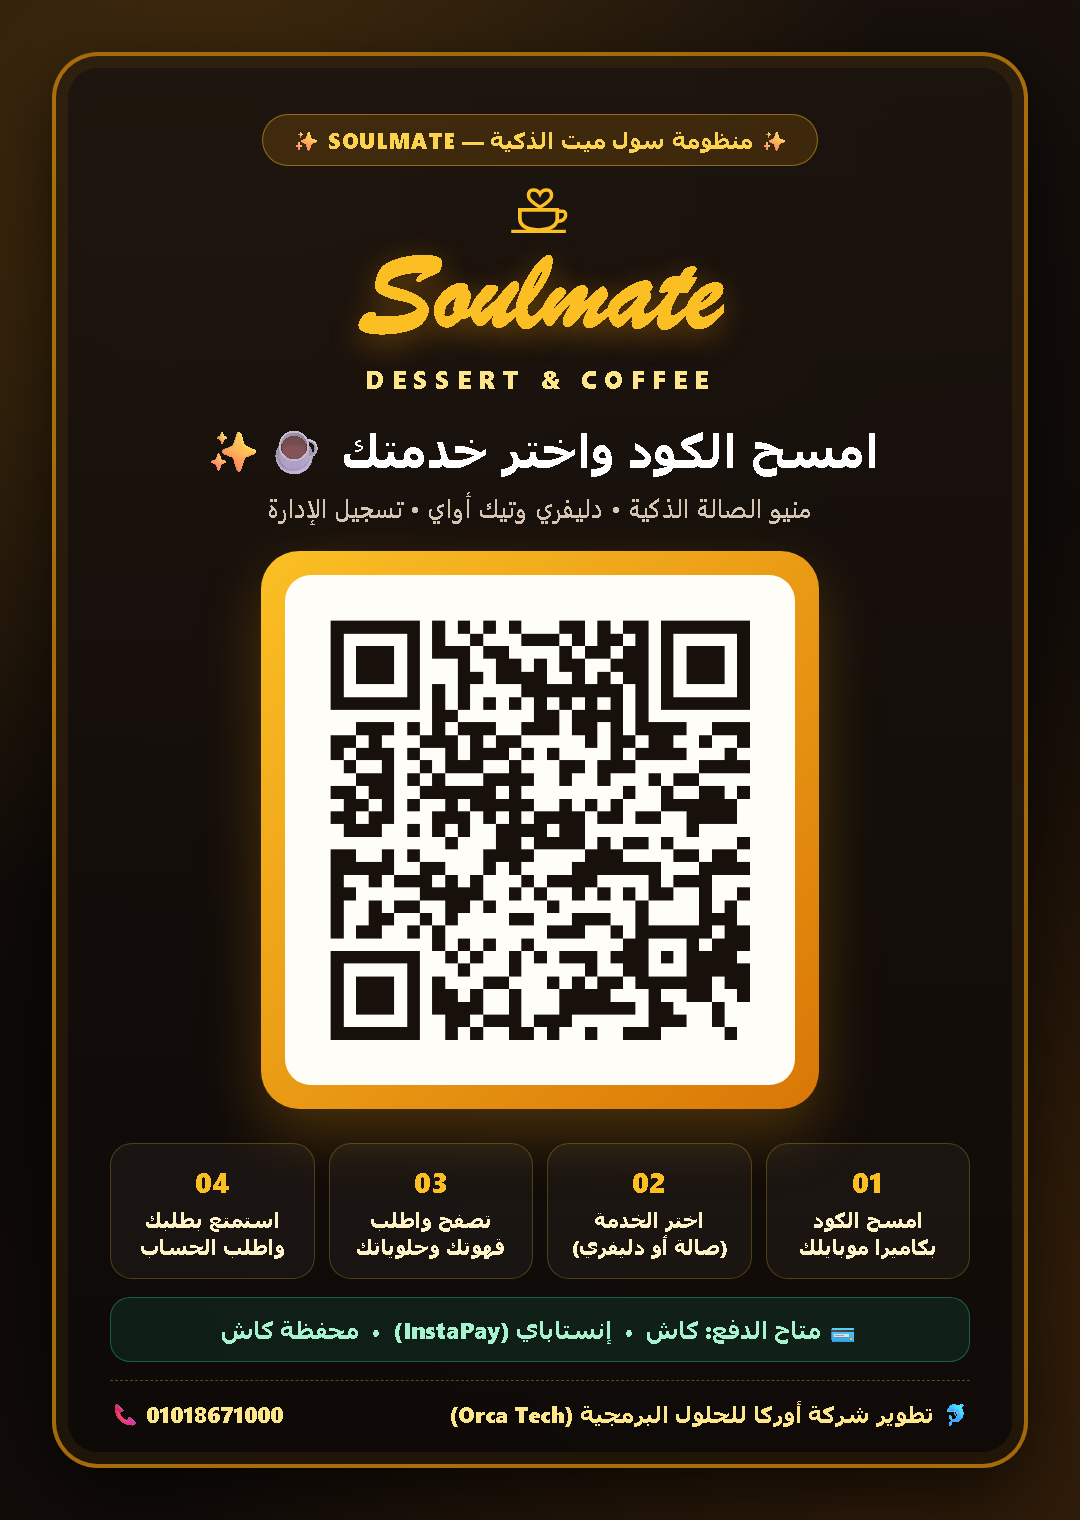 ✨ منظومة سول ميت الذكية — SOULMATE ✨
Soulmate
DESSERT & COFFEE
امسح الكود واختر خدمتك ☕ ✨
منيو الصالة الذكية • دليفري وتيك أواي • تسجيل الإدارة
01
امسح الكود
بكاميرا موبايلك
02
اختر الخدمة
(صالة أو دليفري)
03
تصفح واطلب
قهوتك وحلوياتك
04
استمتع بطلبك
واطلب الحساب
💳 متاح الدفع: كاش • إنستاباي (InstaPay) • محفظة كاش
🐬 تطوير شركة أوركا للحلول البرمجية (Orca Tech)
📞 01018671000